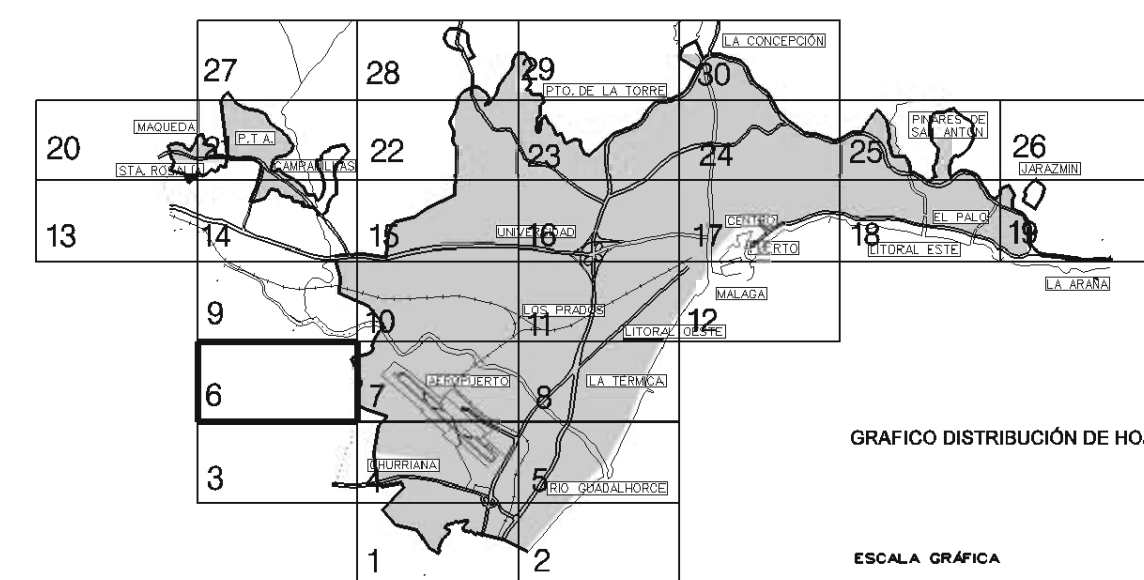 LA CONCEPCIÓN
27
28
29
30
PTO. DE LA TORRE
MAQUEDA
P.T.A.
PINARES DE
SAN ANTÓN
20
21
22
23
24
25
26
STA. ROSALÍA
CAMPANILLAS
JARAZMIN
13
14
15
UNIVERSIDAD
16
17
CENTRO
PUERTO
18
EL PALO
19
LITORAL ESTE
LA ARAÑA
MALAGA
9
10
LOS PRADOS
11
12
LITORAL OESTE
6
7
AEROPUERTO
8
LA TÉRMICA
GRAFICO DISTRIBUCIÓN DE HO
3
CHURRIANA
4
5
RIO GUADALHORCE
1
2
ESCALA GRÁFICA